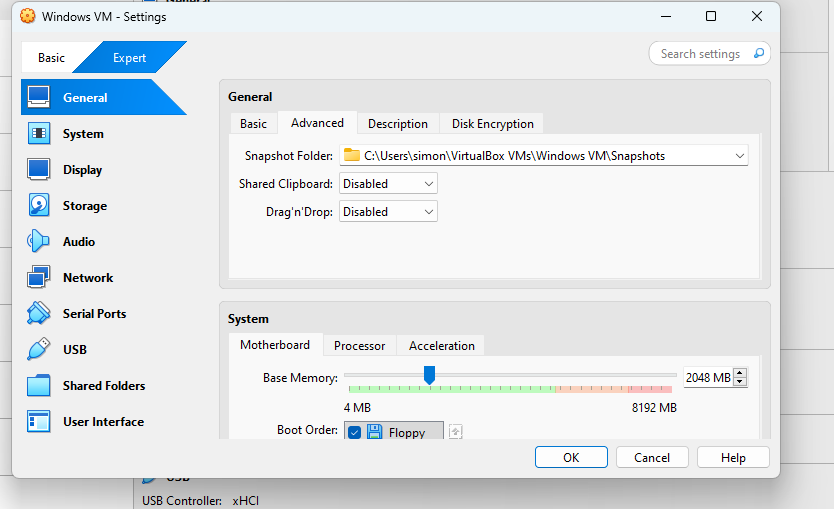 General
Windows VM - Settings
Basic
Expert
Search settings
General
System
Display
Storage
Audio
Network
Serial Ports
USB
Shared Folders
User Interface
General
Basic
Advanced
Description
Disk Encryption
Snapshot Folder:
C:\Users\simon\VirtualBox VMs\Windows VM\Snapshots
Shared Clipboard:
Disabled
Drag'n'Drop:
Disabled
System
Motherboard
Processor
Acceleration
Base Memory:
2048 MB
4 MB
8192 MB
Boot Order:
Floppy
OK
Cancel
Help
USB
USB Controller: xHCI